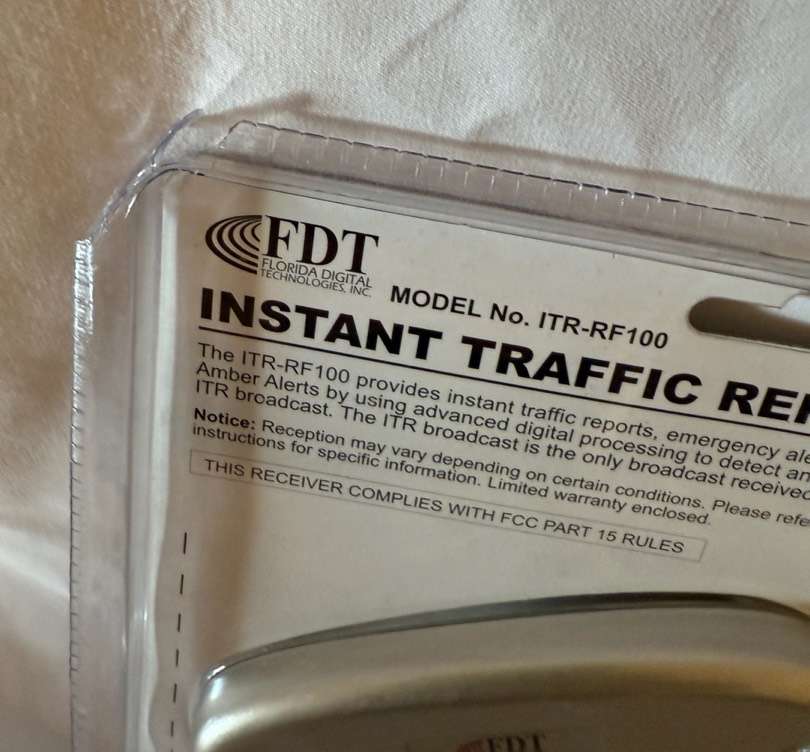 FDT
FLORIDA DIGITAL
TECHNOLOGIES, INC.
MODEL No. ITR-RF100
INSTANT TRAFFIC
The ITR-RF100 provides instant traffic reports, emergency
Amber Alerts by using advanced digital processing to detect
ITR broadcast. The ITR broadcast is the only broadcast received
Notice: Reception may vary depending on certain conditions. Please
instructions for specific information. Limited warranty enclosed.
THIS RECEIVER COMPLIES WITH FCC PART 15 RULES
FDT